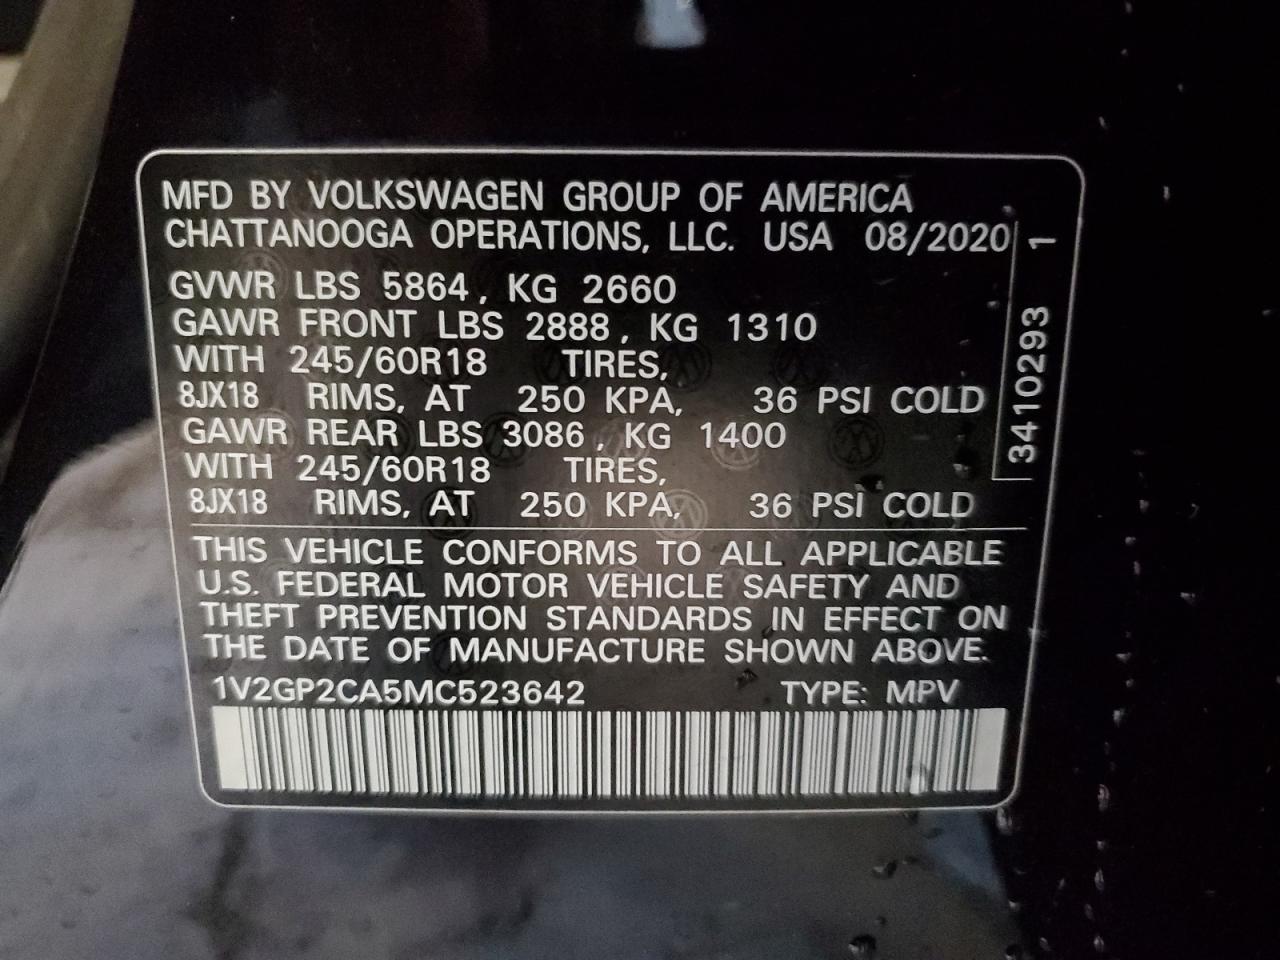 MFD BY VOLKSWAGEN GROUP OF AMERICA
CHATTANOOGA OPERATIONS, LLC. USA 08/2020
GVWR LBS 5864, KG 2660
GAWR FRONT LBS 2888, KG 1310
WITH 245/60R18 TIRES,
8JX18 RIMS, AT 250 KPA, 36 PSI COLD
GAWR REAR LBS 3086, KG 1400
WITH 245/60R18 TIRES,
8JX18 RIMS, AT 250 KPA, 36 PSI COLD
3410293 1
THIS VEHICLE CONFORMS TO ALL APPLICABLE
U.S. FEDERAL MOTOR VEHICLE SAFETY AND
THEFT PREVENTION STANDARDS IN EFFECT ON
THE DATE OF MANUFACTURE SHOWN ABOVE.
1V2GP2CA5MC523642 TYPE: MPV